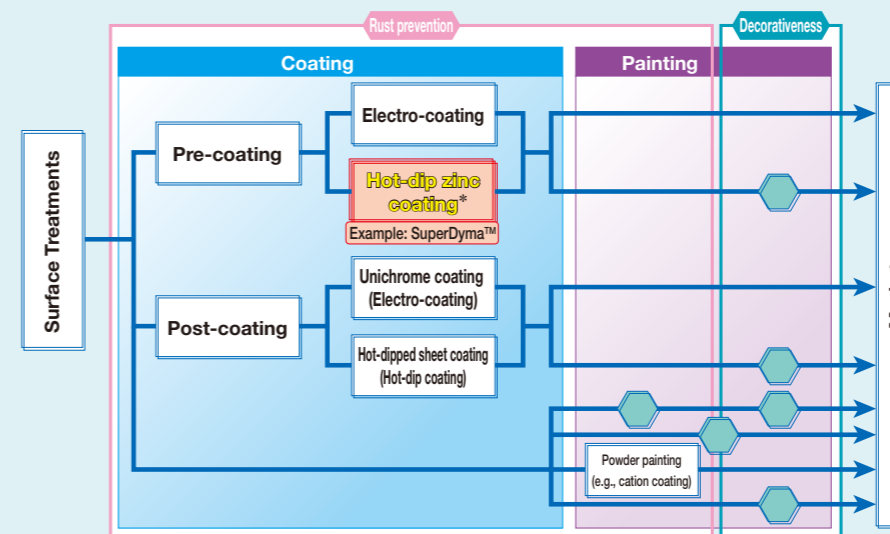 Rust prevention
Decorativeness
Coating
Painting
Surface Treatments
Pre-coating
Electro-coating
Hot-dip zinc
coating*
Example: SuperDyma™
Post-coating
Unichrome coating
(Electro-coating)
Hot-dipped sheet coating
(Hot-dip coating)
Powder painting
(e.g., cation coating)